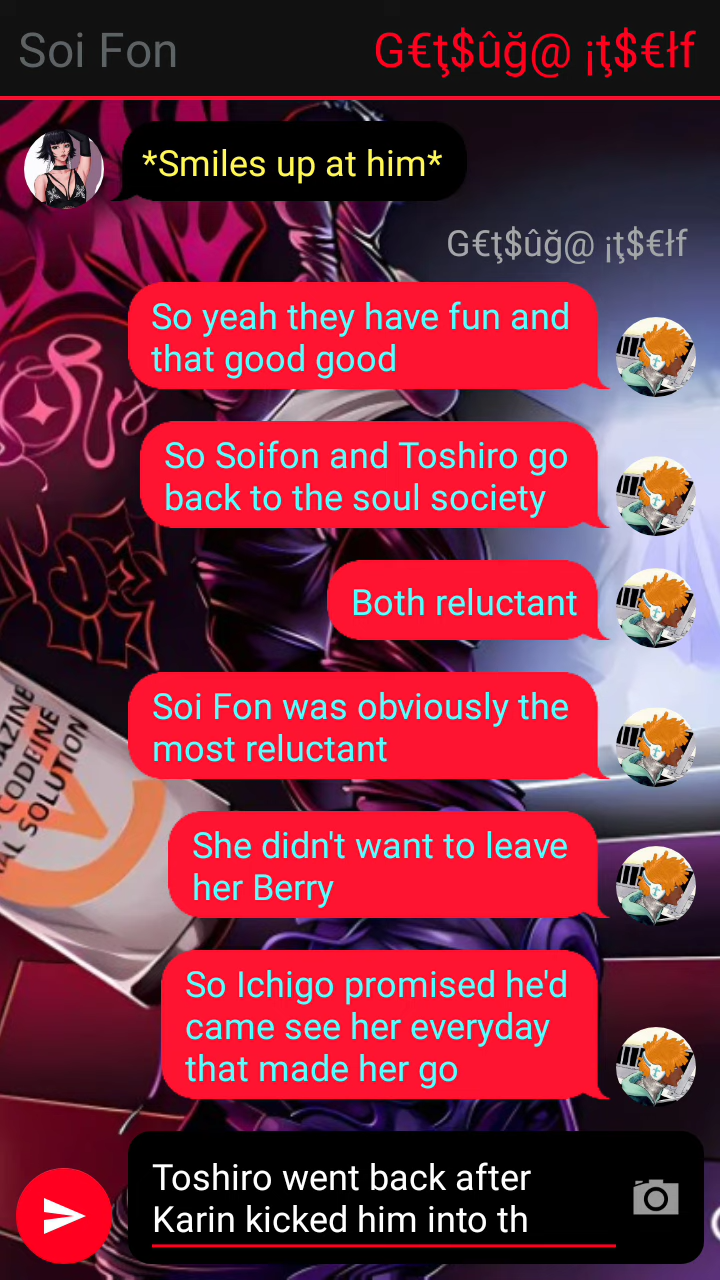 Soi Fon
G€ţ$ûğ@ ¡ţ$€łf
*Smiles up at him*
G€ţ$ûğ@ ¡ţ$€łf
So yeah they have fun and
that good good
So Soifon and Toshiro go
back to the soul society
Both reluctant
Soi Fon was obviously the
most reluctant
She didn't want to leave
her Berry
So Ichigo promised he'd
came see her everyday
that made her go
AZINE
CODEINE
AL SOLUTION
Toshiro went back after
Karin kicked him into th